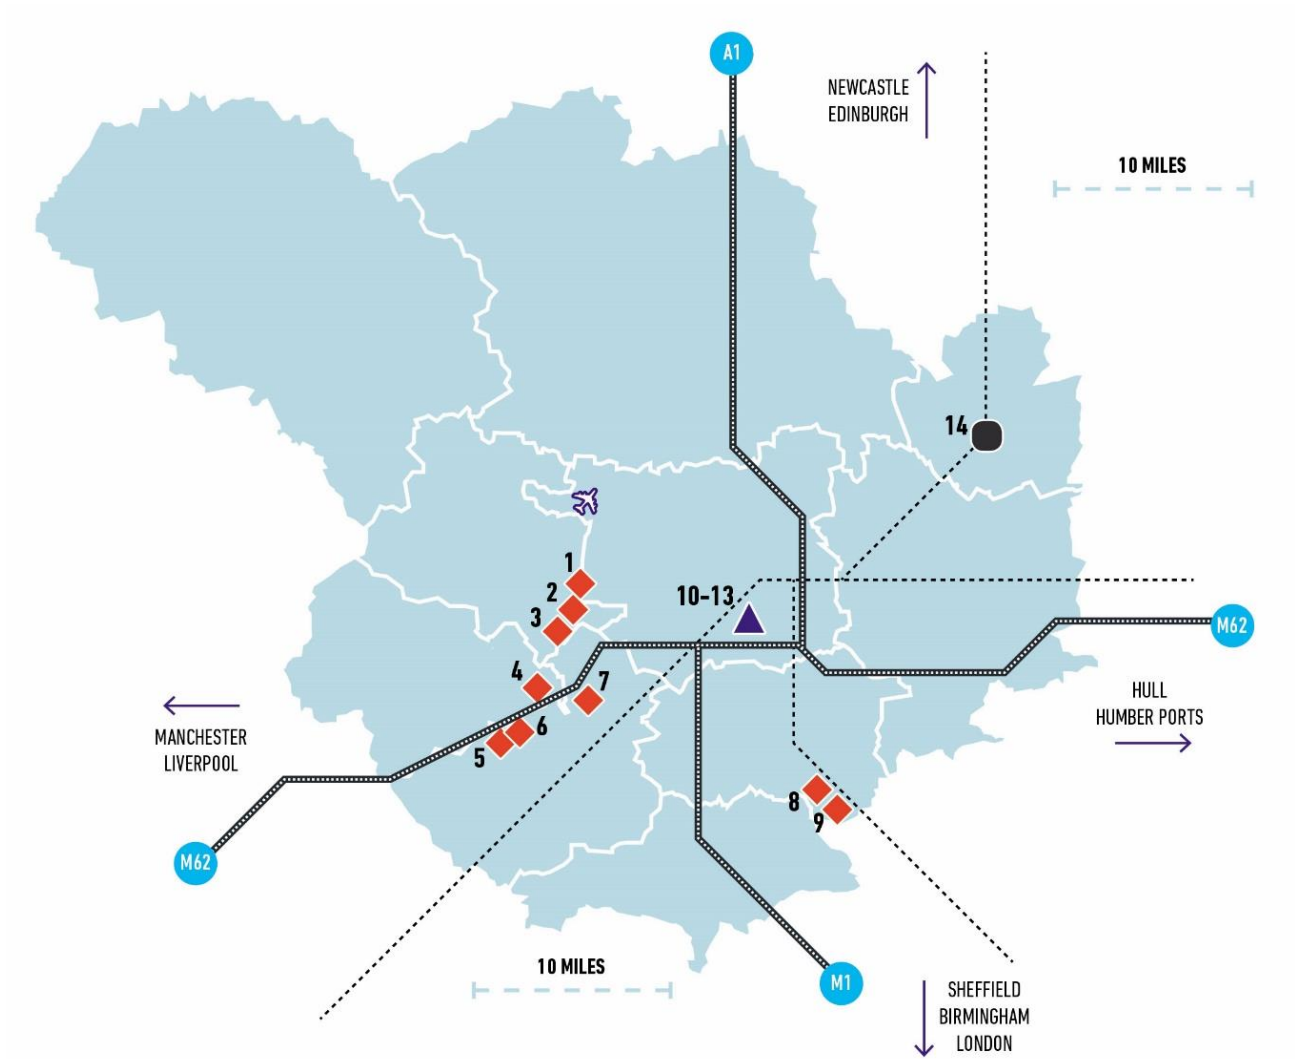 A1
NEWCASTLE
EDINBURGH
10 MILES
14
1
2
10-13
3
M62
4
7
HULL
HUMBER PORTS
MANCHESTER
LIVERPOOL
6
5
8
9
M62
10 MILES
M1
SHEFFIELD
BIRMINGHAM
LONDON